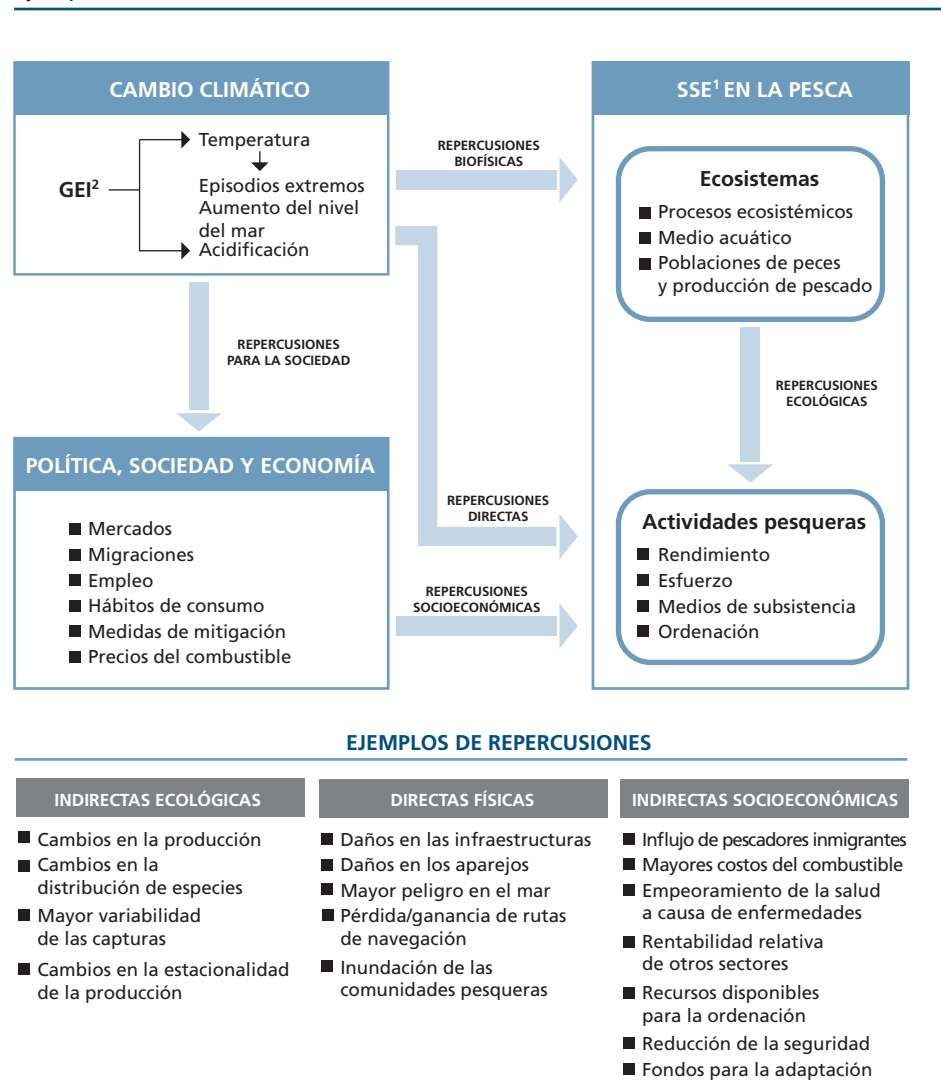 CAMBIO CLIMÁTICO
GEI²
Temperatura
Episodios extremos
Aumento del nivel
del mar
Acidificación
REPERCUSIONES
BIOFÍSICAS
SSE¹ EN LA PESCA
Ecosistemas
Procesos ecosistémicos
Medio acuático
Poblaciones de peces
y producción de pescado
REPERCUSIONES
PARA LA SOCIEDAD
REPERCUSIONES
ECOLÓGICAS
POLÍTICA, SOCIEDAD Y ECONOMÍA
Mercados
Migraciones
Empleo
Hábitos de consumo
Medidas de mitigación
Precios del combustible
REPERCUSIONES
DIRECTAS
REPERCUSIONES
SOCIOECONÓMICAS
Actividades pesqueras
Rendimiento
Esfuerzo
Medios de subsistencia
Ordenación
EJEMPLOS DE REPERCUSIONES
INDIRECTAS ECOLÓGICAS
Cambios en la producción
Cambios en la
distribución de especies
Mayor variabilidad
de las capturas
Cambios en la estacionalidad
de la producción
DIRECTAS FÍSICAS
Daños en las infraestructuras
Daños en los aparejos
Mayor peligro en el mar
Pérdida/ganancia de rutas
de navegación
Inundación de las
comunidades pesqueras
INDIRECTAS SOCIOECONÓMICAS
Influjo de pescadores inmigrantes
Mayores costos del combustible
Empeoramiento de la salud
a causa de enfermedades
Rentabilidad relativa
de otros sectores
Recursos disponibles
para la ordenación
Reducción de la seguridad
Fondos para la adaptación